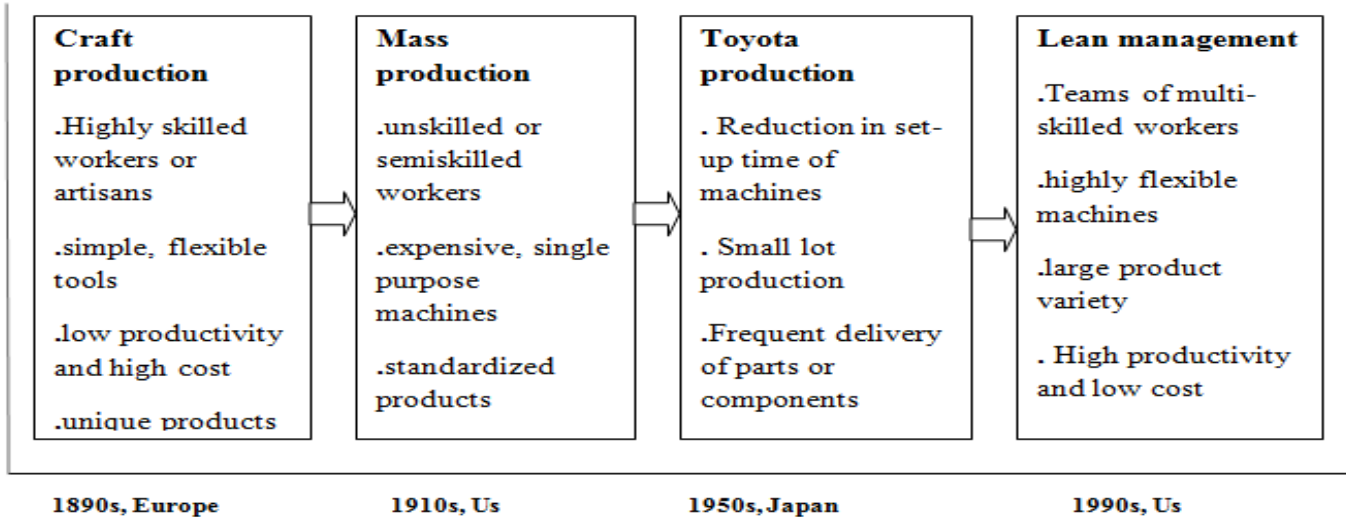 Craft
production
.Highly skilled
workers or
artisans
.simple, flexible
tools
.low productivity
and high cost
.unique products
Mass
production
.unskilled or
semiskilled
workers
.expensive, single
purpose
machines
.standardized
products
Toyota
production
. Reduction in set-
up time of
machines
. Small lot
production
.Frequent delivery
of parts or
components
Lean management
.Teams of multi-
skilled workers
.highly flexible
machines
.large product
variety
. High productivity
and low cost
1890s, Europe
1910s, Us
1950s, Japan
1990s, Us